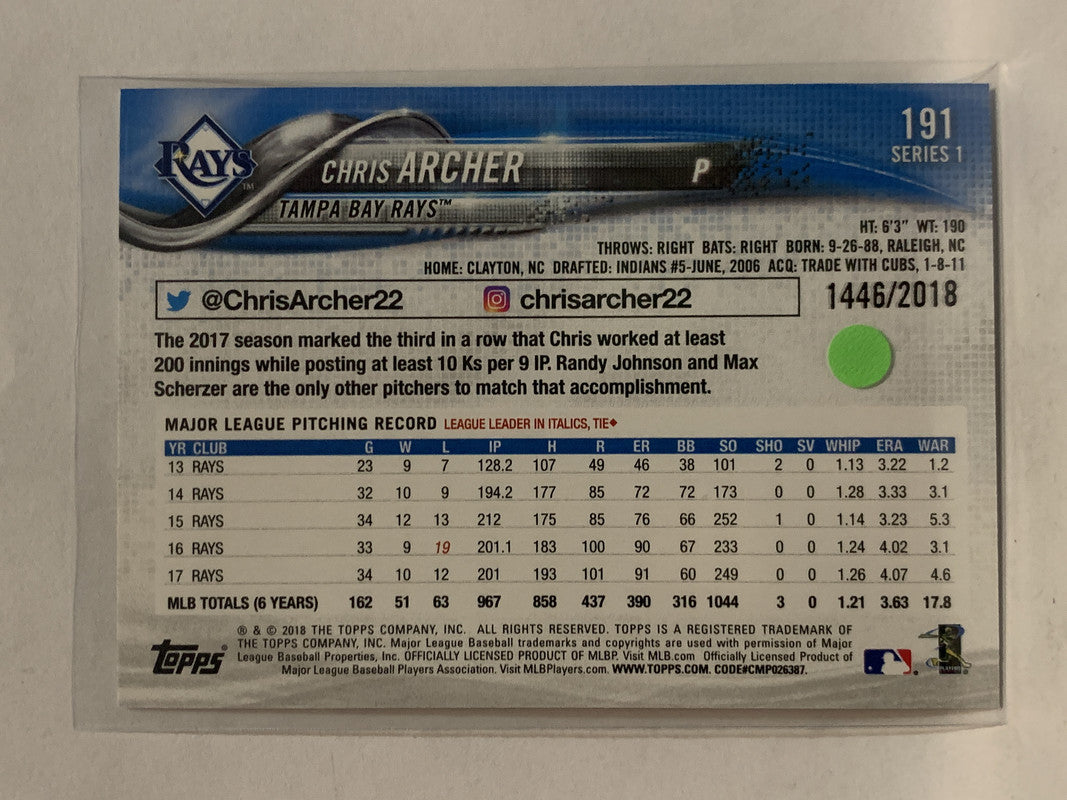 RAYS TM
CHRIS ARCHER P
TAMPA BAY RAYS™
191
SERIES 1
HT: 6'3" WT: 190
THROWS: RIGHT BATS: RIGHT BORN: 9-26-88, RALEIGH, NC
HOME: CLAYTON, NC DRAFTED: INDIANS #5-JUNE, 2006 ACQ: TRADE WITH CUBS, 1-8-11
@ChrisArcher22 chrisarcher22 1446/2018
The 2017 season marked the third in a row that Chris worked at least
200 innings while posting at least 10 Ks per 9 IP. Randy Johnson and Max
Scherzer are the only other pitchers to match that accomplishment.
MAJOR LEAGUE PITCHING RECORD LEAGUE LEADER IN ITALICS, TIE♦
YR CLUB G W L IP H R ER BB SO SHO SV WHIP ERA WAR
13 RAYS 23 9 7 128.2 107 49 46 38 101 2 0 1.13 3.22 1.2
14 RAYS 32 10 9 194.2 177 85 72 72 173 0 0 1.28 3.33 3.1
15 RAYS 34 12 13 212 175 85 76 66 252 1 0 1.14 3.23 5.3
16 RAYS 33 9 19 201.1 183 100 90 67 233 0 0 1.24 4.02 3.1
17 RAYS 34 10 12 201 193 101 91 60 249 0 0 1.26 4.07 4.6
MLB TOTALS (6 YEARS) 162 51 63 967 858 437 390 316 1044 3 0 1.21 3.63 17.8
® & © 2018 THE TOPPS COMPANY, INC. ALL RIGHTS RESERVED. TOPPS IS A REGISTERED TRADEMARK OF
THE TOPPS COMPANY, INC. Major League Baseball trademarks and copyrights are used with permission of Major
League Baseball Properties, Inc. OFFICIALLY LICENSED PRODUCT OF MLBP. Visit MLB.com Officially Licensed Product of
Major League Baseball Players Association. Visit MLBPlayers.com. WWW.TOPPS.COM. CODE#CMP026387.
topps®